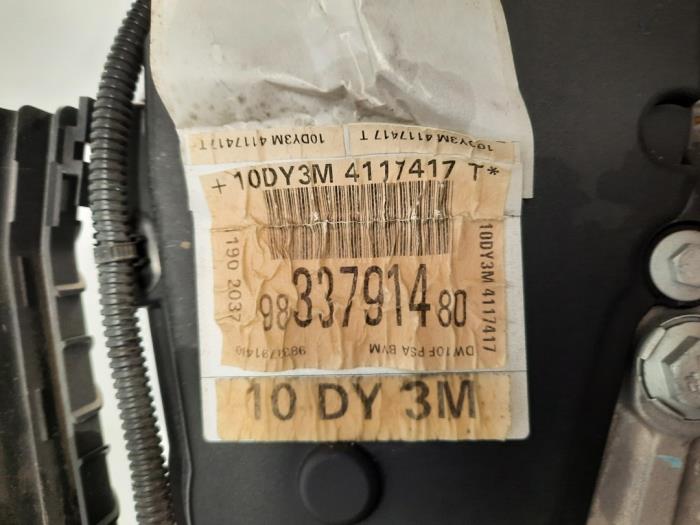 10DY3M 4117417 T
10DY3M 4117417 T
+ 10DY3M 4117417 T*
190 2037
10DY3M 4117417
98 337914 80
DW10F PSA BVM
10 DY 3M